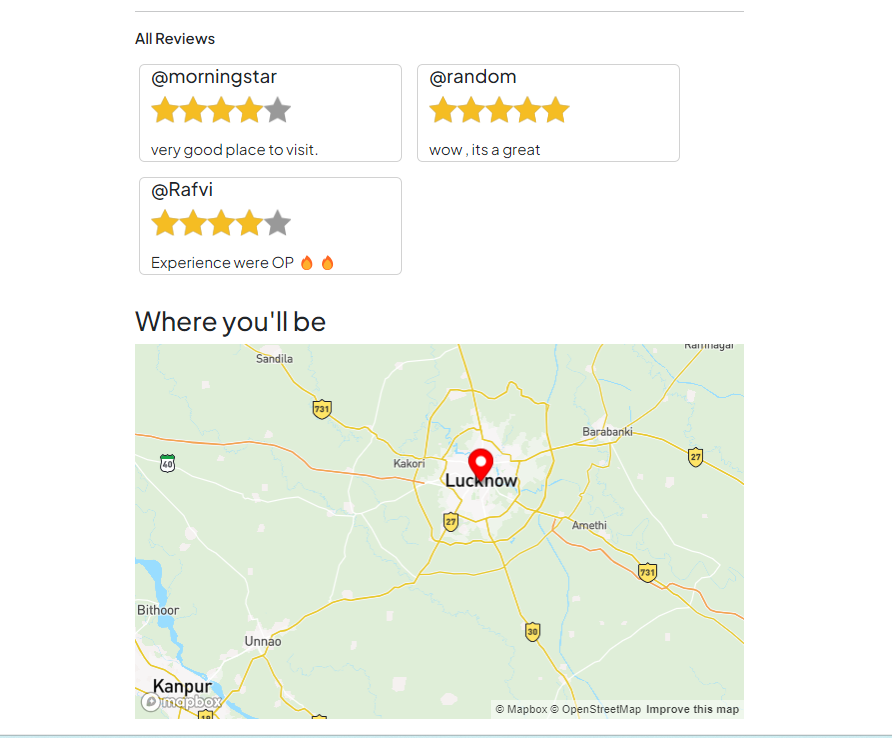 All Reviews
@morningstar
very good place to visit.
@random
wow , its a great
@Rafvi
Experience were OP 🔥 🔥
Where you'll be
Ramnagar
Sandila
731
Barabanki
27
40
Kakori
Lucknow
27
Amethi
731
Bithoor
30
Unnao
Kanpur
mapbox
© Mapbox © OpenStreetMap Improve this map